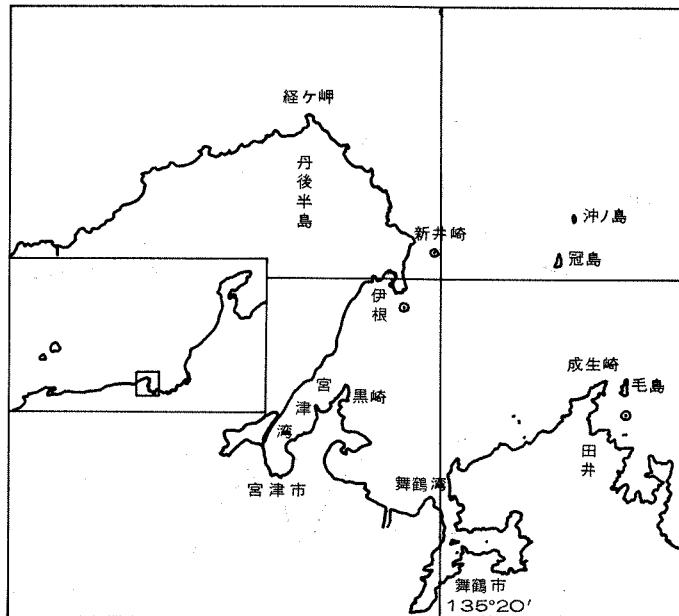 経ケ岬
丹後半島
新井崎
沖ノ島
冠島
伊根
成生崎
毛島
黒崎
宮津湾
田井
宮津市
舞鶴湾
舞鶴市
135°20′